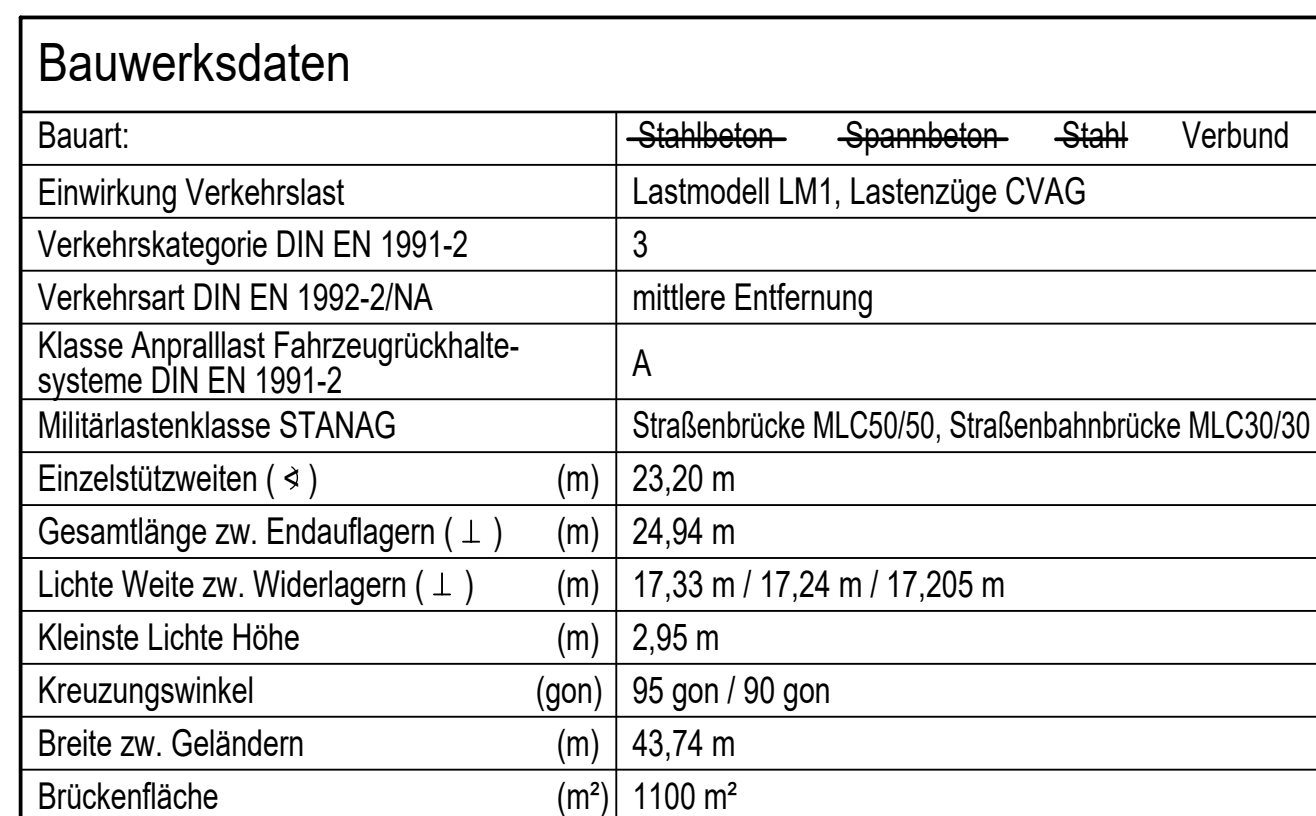 Bauwerksdaten
Bauart: Stahlbeton Spannbeton Stahl Verbund
Einwirkung Verkehrslast Lastmodell LM1, Lastenzüge CVAG
Verkehrskategorie DIN EN 1991-2 3
Verkehrsart DIN EN 1992-2/NA mittlere Entfernung
Klasse Anpralllast Fahrzeugrückhalte-
systeme DIN EN 1991-2 A
Militärlastenklasse STANAG Straßenbrücke MLC50/50, Straßenbahnbrücke MLC30/30
Einzelstützweiten ( ∢ ) (m) 23,20 m
Gesamtlänge zw. Endauflagern ( ⊥ ) (m) 24,94 m
Lichte Weite zw. Widerlagern ( ⊥ ) (m) 17,33 m / 17,24 m / 17,205 m
Kleinste Lichte Höhe (m) 2,95 m
Kreuzungswinkel (gon) 95 gon / 90 gon
Breite zw. Geländern (m) 43,74 m
Brückenfläche (m²) 1100 m²